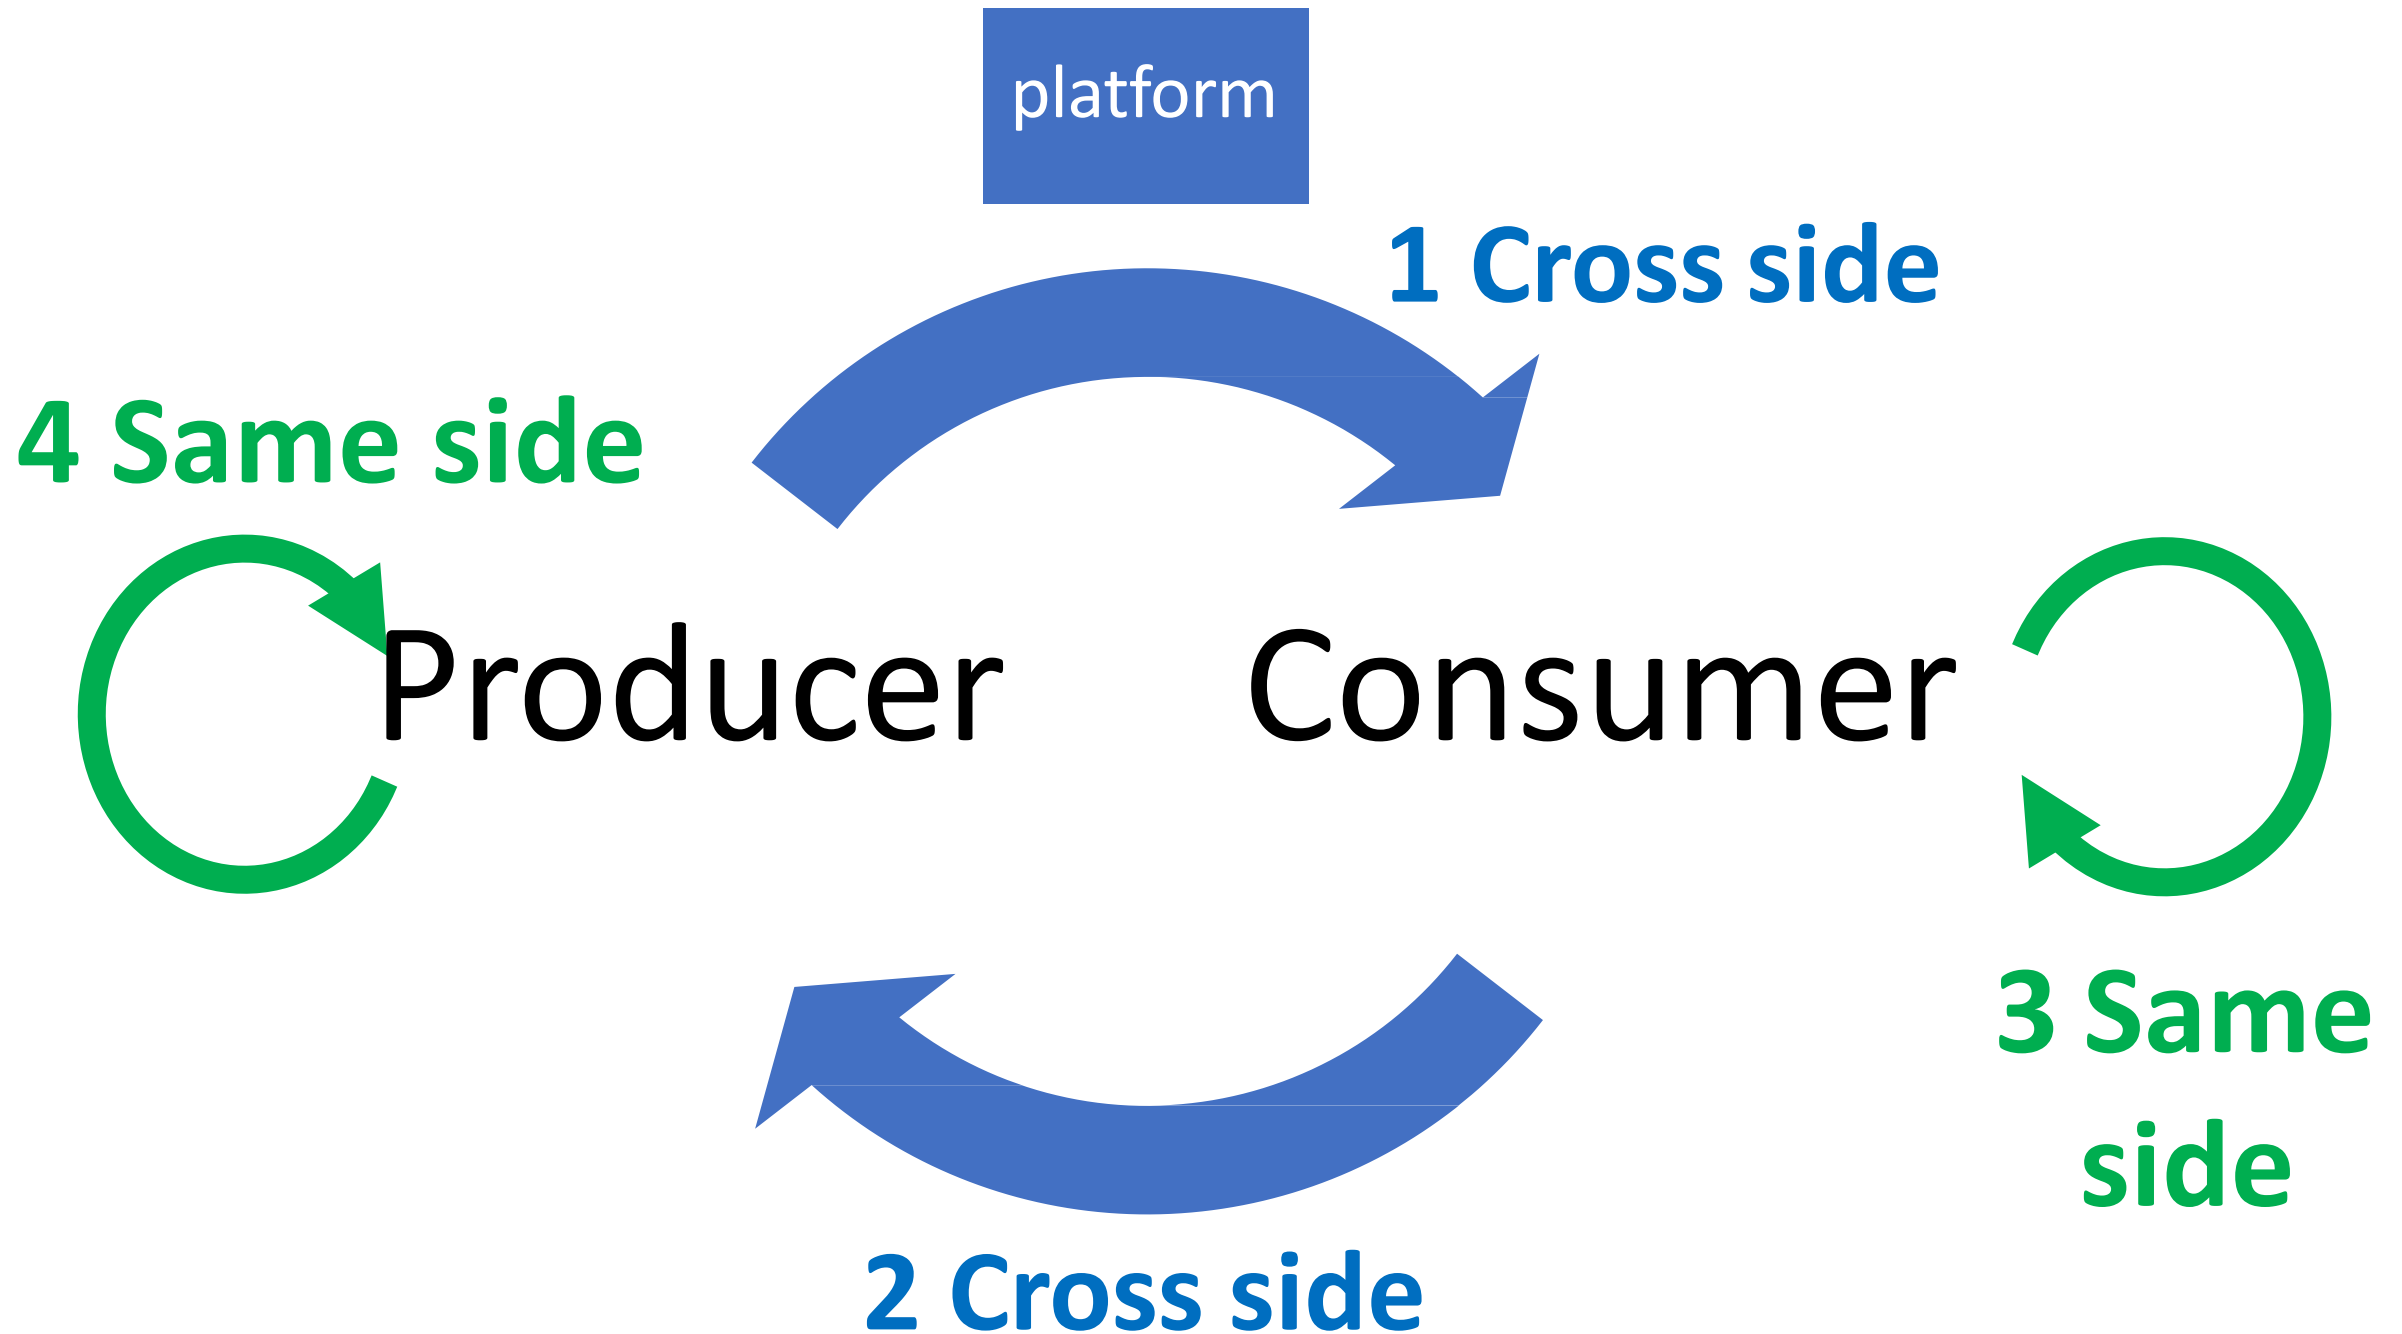 platform
1 Cross side
4 Same side
Producer
Consumer
3 Same
side
2 Cross side